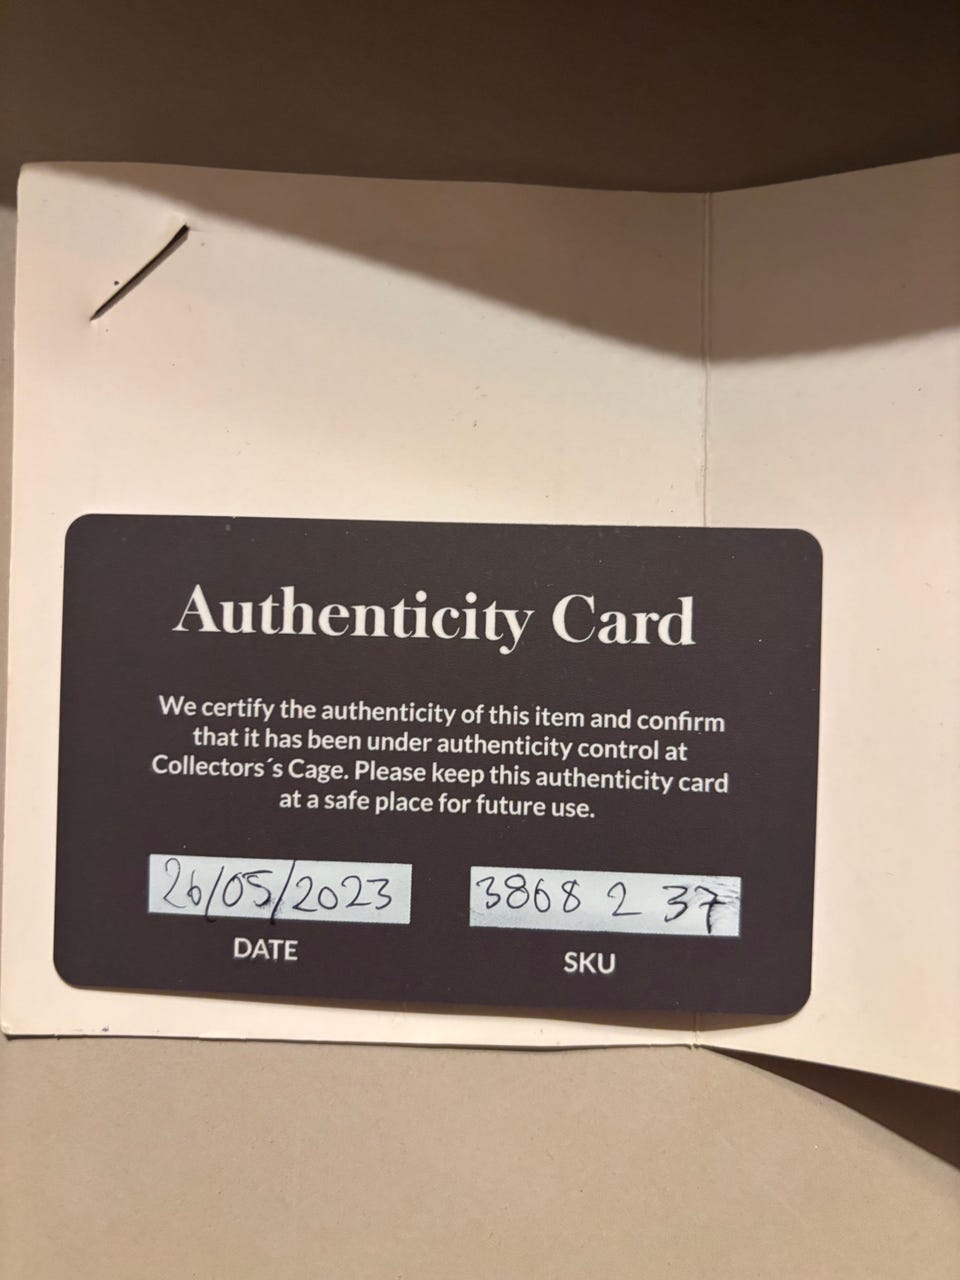 Authenticity Card
We certify the authenticity of this item and confirm
that it has been under authenticity control at
Collectors´s Cage. Please keep this authenticity card
at a safe place for future use.
26/05/2023 3868 2 37
DATE SKU